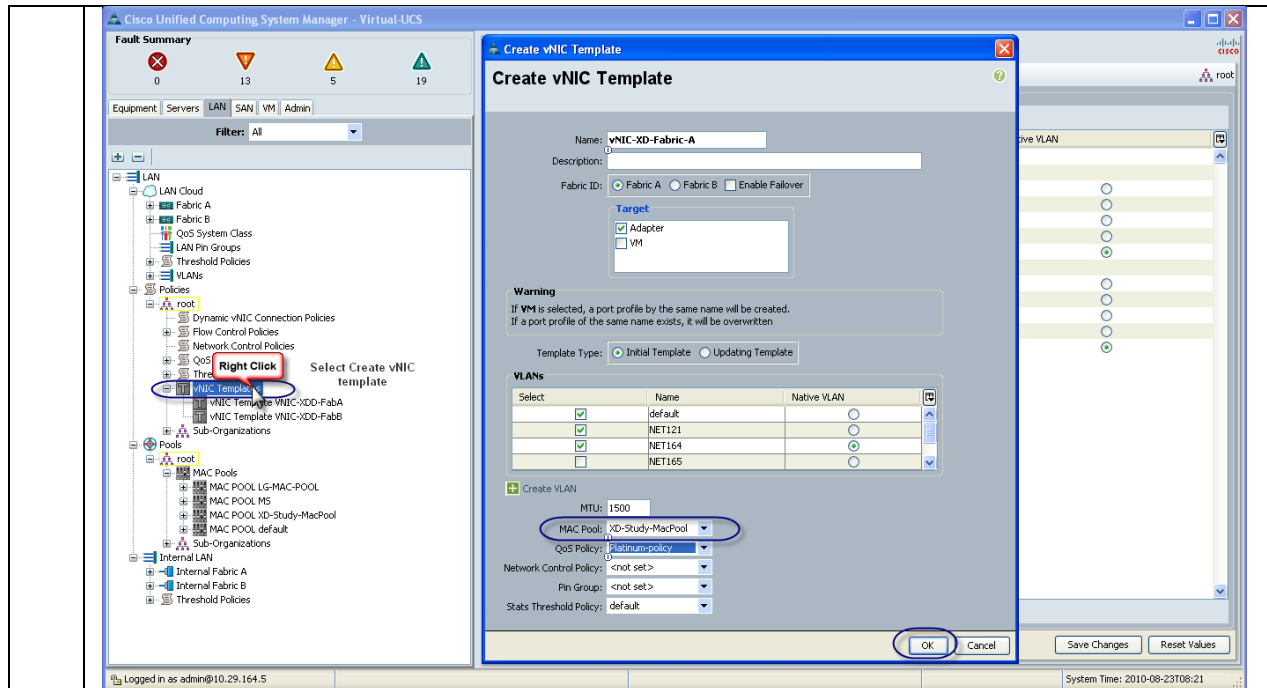 Cisco Unified Computing System Manager - Virtual-UCS
Fault Summary
0 13 5 19
Equipment Servers LAN SAN VM Admin
Filter: All
LAN
LAN Cloud
Fabric A
Fabric B
QoS System Class
LAN Pin Groups
Threshold Policies
VLANs
Policies
root
Dynamic vNIC Connection Policies
Flow Control Policies
Network Control Policies
QoS
Thre
Right Click
Select Create vNIC
template
vNIC Templates
vNIC Template VNIC-XDD-FabA
vNIC Template VNIC-XDD-FabB
Sub-Organizations
Pools
root
MAC Pools
MAC POOL LG-MAC-POOL
MAC POOL MS
MAC POOL XD-Study-MacPool
MAC POOL default
Sub-Organizations
Internal LAN
Internal Fabric A
Internal Fabric B
Threshold Policies
Create vNIC Template
Create vNIC Template
Name: vNIC-XD-Fabric-A
Description:
Fabric ID: Fabric A Fabric B Enable Failover
Target
Adapter
VM
Warning
If VM is selected, a port profile by the same name will be created.
If a port profile of the same name exists, it will be overwritten
Template Type: Initial Template Updating Template
VLANs
Select Name Native VLAN
default
NET121
NET164
NET165
Create VLAN
MTU: 1500
MAC Pool: XD-Study-MacPool
QoS Policy: Platinum-policy
Network Control Policy: <not set>
Pin Group: <not set>
Stats Threshold Policy: default
OK Cancel
CISCO
root
tive VLAN
Save Changes Reset Values
Logged in as admin@10.29.164.5
System Time: 2010-08-23T08:21